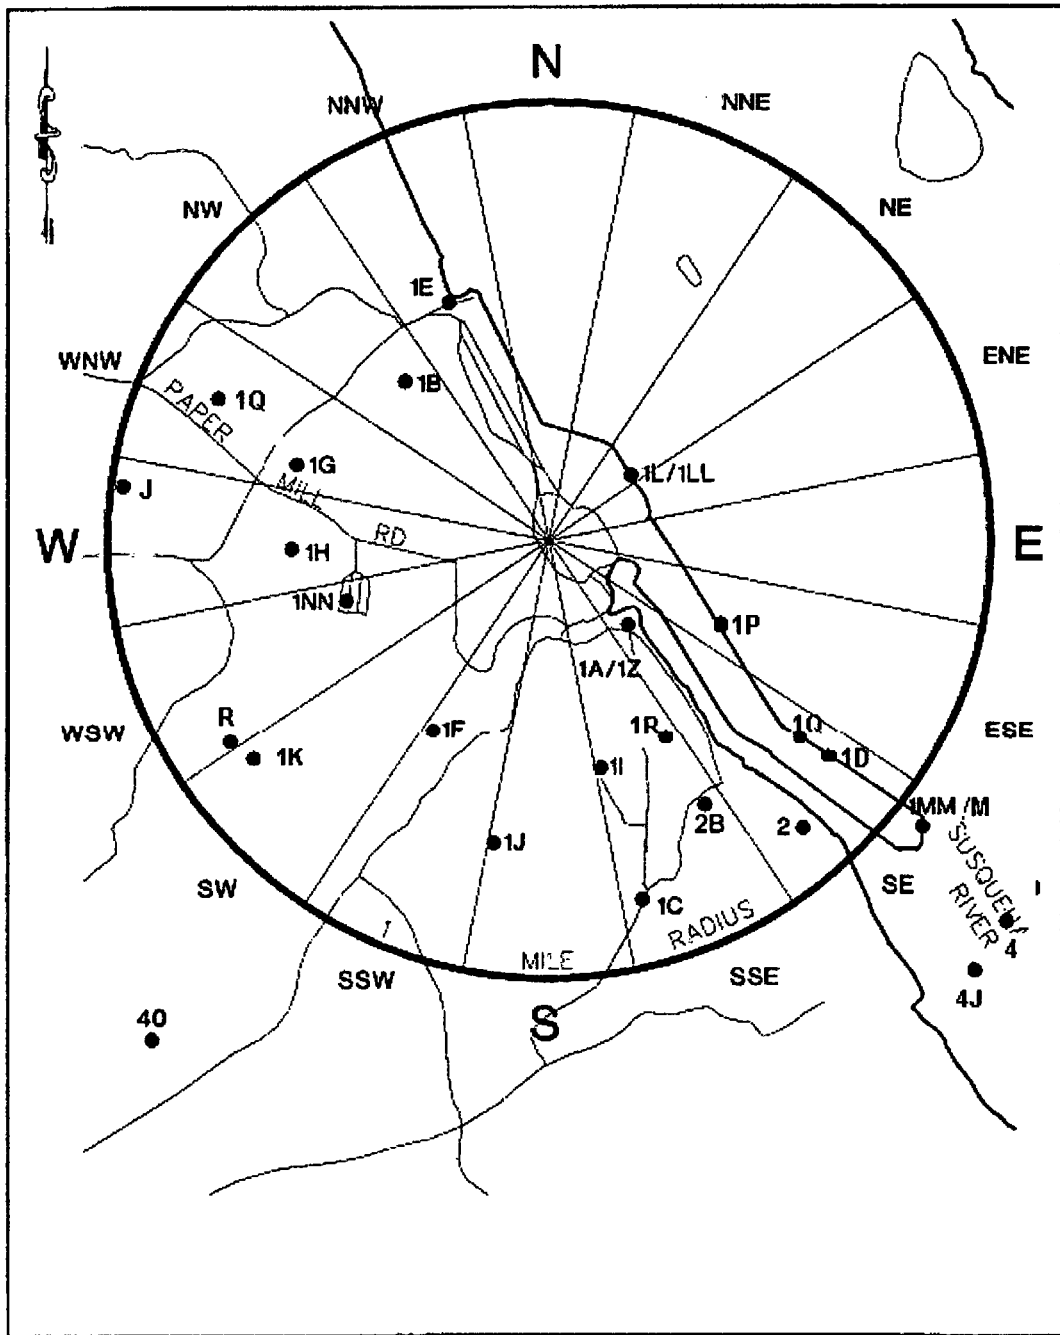 N
NNW
NNE
NW
NE
1E
WNW
ENE
1B
PAPER
1Q
1G
1L/1LL
MILL
J
W
RD
E
1H
1NN
1P
1A/1Z
R
1F
1R
1Q
WSW
ESE
1K
1I
1D
1MM/M
2B
2
1J
SW
SE
SUSQUEHA
RIVER
1C
RADIUS
1
MILE
4
SSW
SSE
4J
S
40